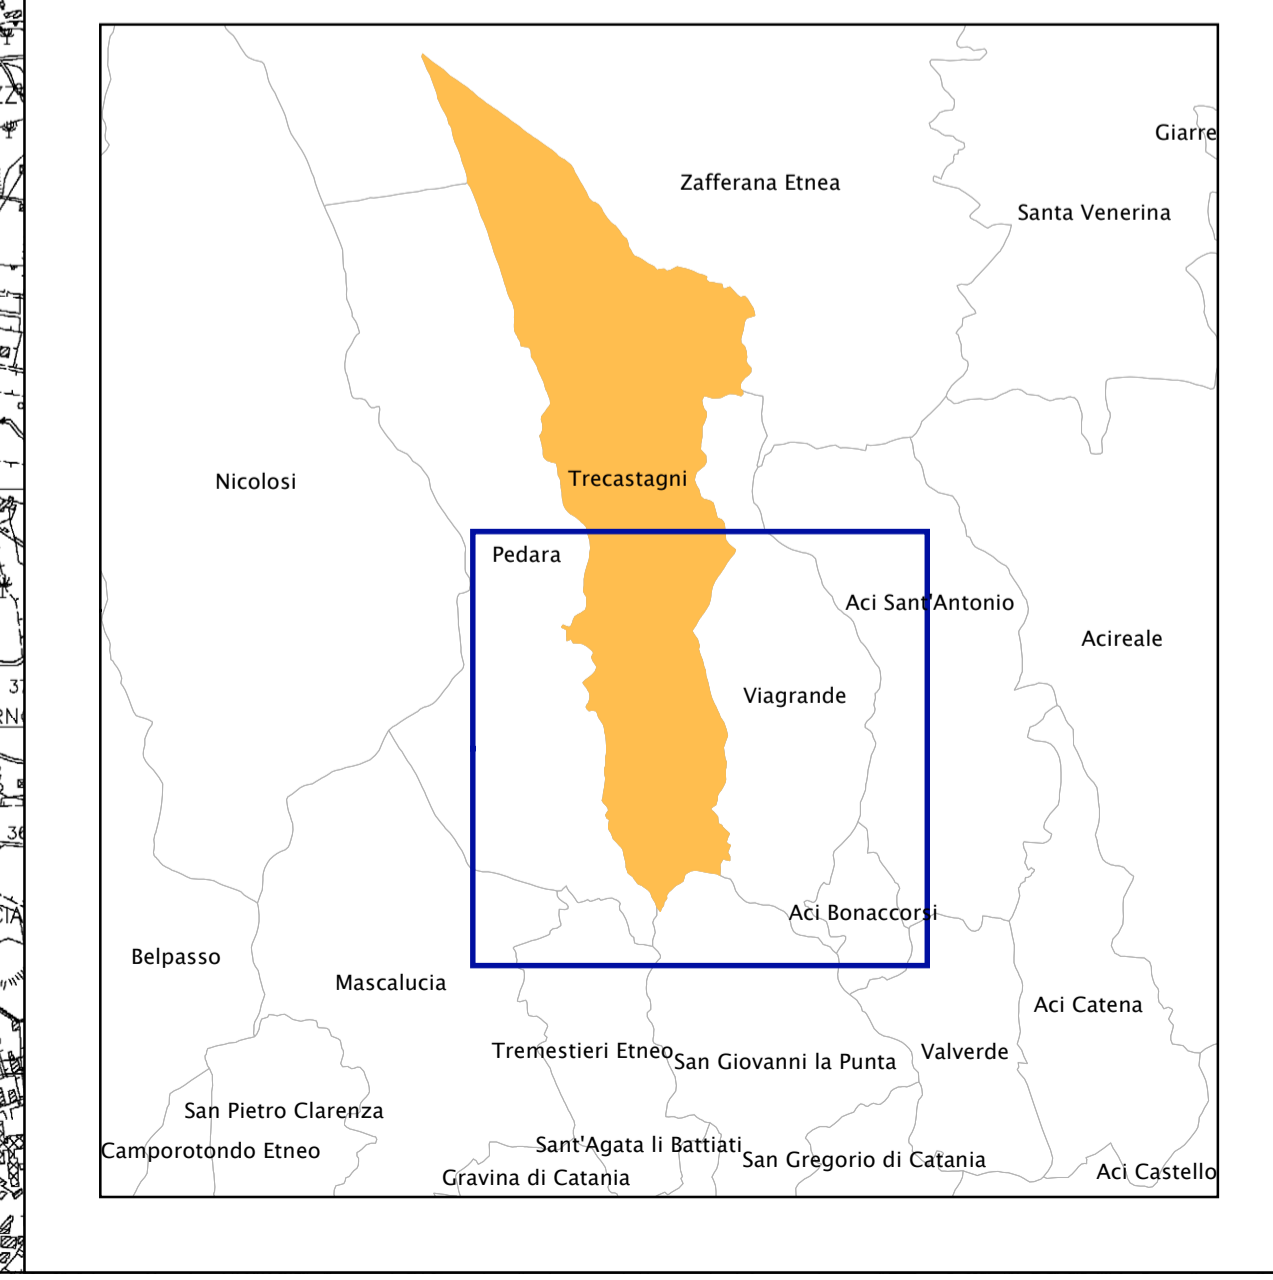 Giarre
Zafferana Etnea
Santa Venerina
Nicolosi
Trecastagni
Pedara
Aci Sant'Antonio
Acireale
Viagrande
Aci Bonaccorsi
Belpasso
Mascalucia
Aci Catena
Tremestieri Etneo
San Giovanni la Punta
Valverde
San Pietro Clarenza
Camporotondo Etneo
Sant'Agata li Battiati
San Gregorio di Catania
Gravina di Catania
Aci Castello